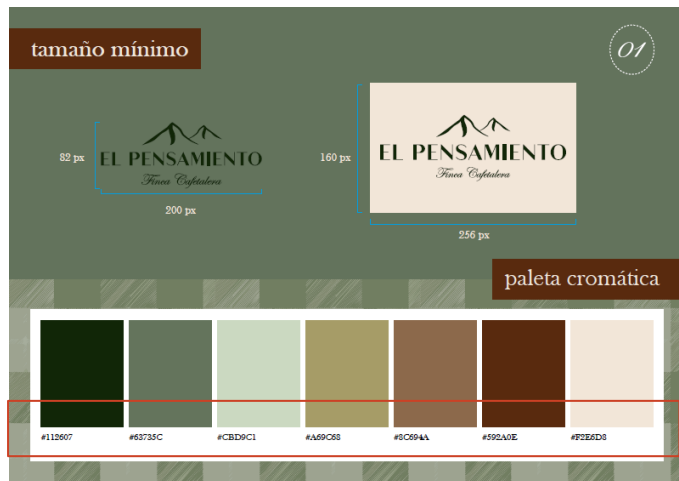 tamaño mínimo
01
82 px
EL PENSAMIENTO
Finca Cafetalera
200 px
160 px
EL PENSAMIENTO
Finca Cafetalera
256 px
paleta cromática
#112607
#63735C
#CBD9C1
#A69C68
#8C694A
#592A0E
#F2E6D8